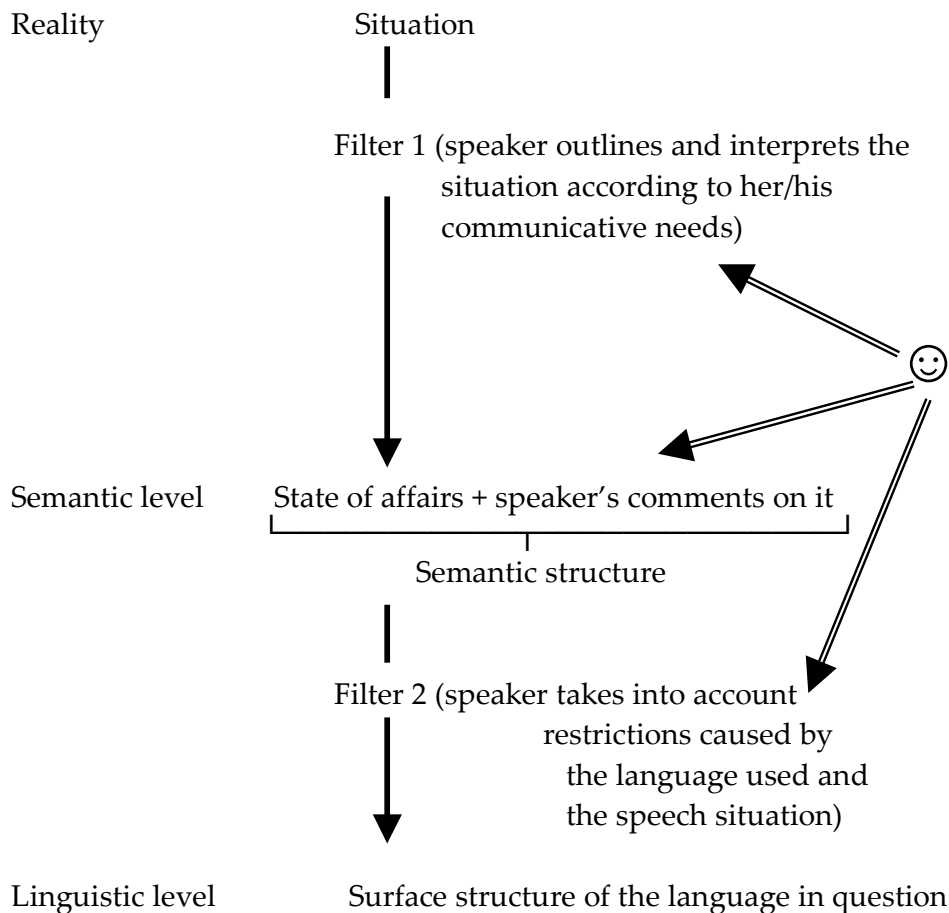 Reality Situation
Filter 1 (speaker outlines and interprets the
situation according to her/his
communicative needs)
Semantic level State of affairs + speaker's comments on it
Semantic structure
Filter 2 (speaker takes into account
restrictions caused by
the language used and
the speech situation)
Linguistic level Surface structure of the language in question